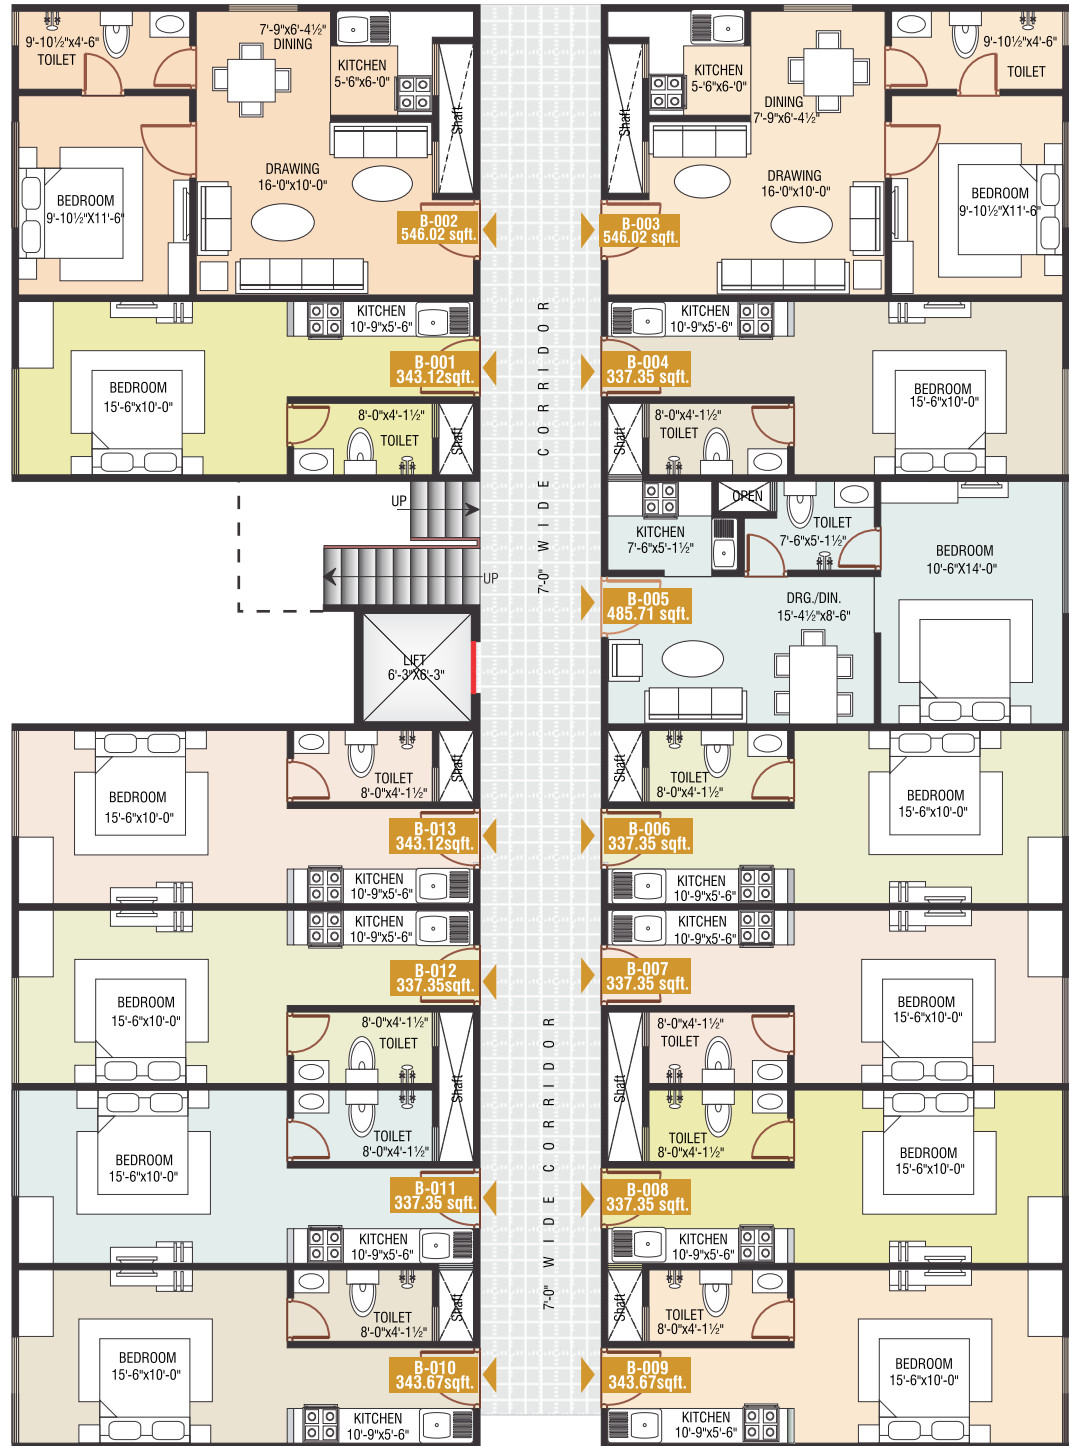 9'-10½"x4'-6"
TOILET
7'-9"x6'-4½"
DINING
KITCHEN
5-'6"x6-'0"
Shaft
BEDROOM
9'-10½"X11'-6"
DRAWING
16-'0"x10'-0"
B-002
546.02 sqft.
KITCHEN
5-'6"x6-'0"
Shaft
DINING
7'-9"x6'-4½"
9'-10½"x4'-6"
TOILET
DRAWING
16-'0x10'-0"
BEDROOM
9'-10½"X11'-6"
B-003
546.02 sqft.
KITCHEN
10'-9"x5'-6"
B-001
343.12sqft.
BEDROOM
15'-6"x10'-0"
8'-0"x4'-1½"
TOILET
Shaft
KITCHEN
10'-9"x5'-6"
B-004
337.35 sqft.
BEDROOM
15'-6"x10'-0"
8'-0"x4'-1½"
TOILET
Shaft
7'-0" WIDE CORRIDOR
UP
UP
LIFT
6'-3"X6'-3"
OPEN
KITCHEN
7'-6"x5'-1½"
TOILET
7'-6"x5'-1½"
BEDROOM
10'-6"X14'-0"
B-005
485.71 sqft.
DRG./DIN.
15'-4½"x8'-6"
BEDROOM
15'-6"x10'-0"
TOILET
8'-0"x4'-1½"
Shaft
B-013
343.12sqft.
KITCHEN
10'-9"x5'-6"
Shaft
TOILET
8'-0"x4'-1½"
BEDROOM
15'-6"x10'-0"
B-006
337.35 sqft.
KITCHEN
10'-9"x5'-6"
KITCHEN
10'-9"x5'-6"
B-012
337.35sqft.
BEDROOM
15'-6"x10'-0"
8'-0"x4'-1½"
TOILET
Shaft
KITCHEN
10'-9"x5'-6"
B-007
337.35 sqft.
BEDROOM
15'-6"x10'-0"
8'-0"x4'-1½"
TOILET
Shaft
7'-0" WIDE CORRIDOR
BEDROOM
15'-6"x10'-0"
TOILET
8'-0"x4'-1½"
B-011
337.35 sqft.
KITCHEN
10'-9"x5'-6"
TOILET
8'-0"x4'-1½"
BEDROOM
15'-6"x10'-0"
B-008
337.35 sqft.
KITCHEN
10'-9"x5'-6"
BEDROOM
15'-6"x10'-0"
TOILET
8'-0"x4'-1½"
Shaft
B-010
343.67sqft.
KITCHEN
10'-9"x5'-6"
Shaft
TOILET
8'-0"x4'-1½"
BEDROOM
15'-6"x10'-0"
B-009
343.67sqft.
KITCHEN
10'-9"x5'-6"